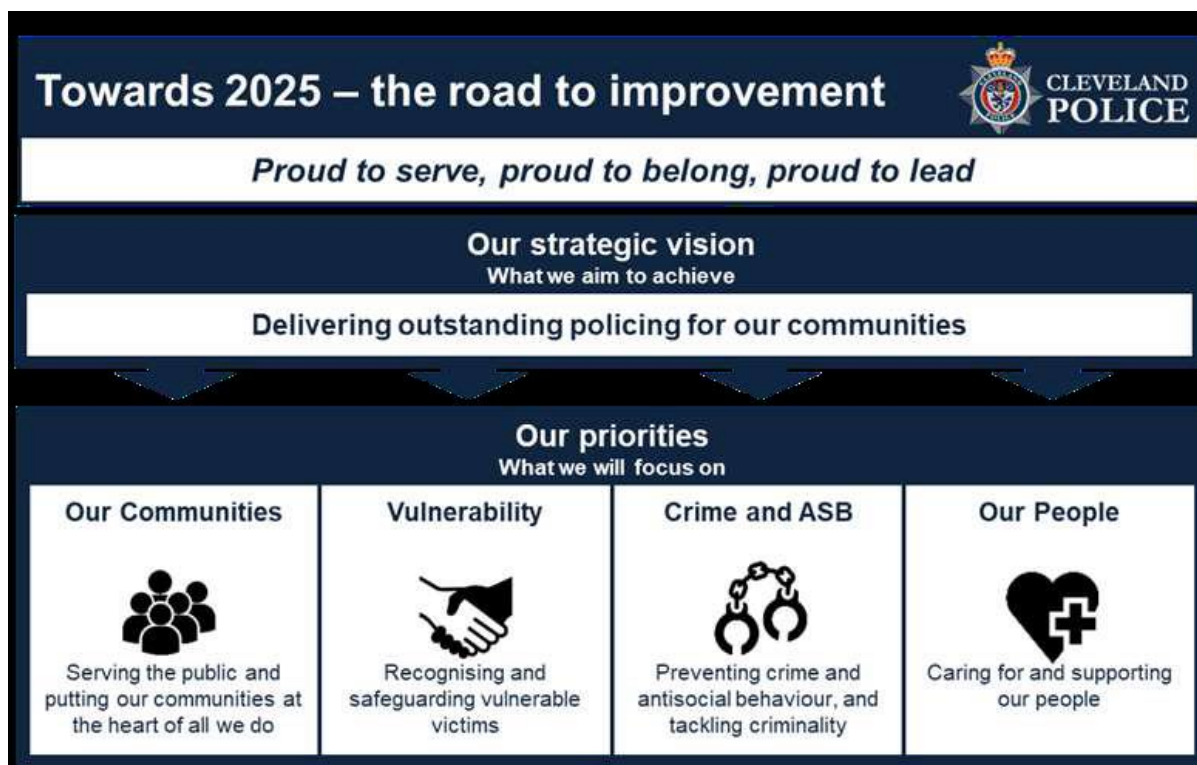 Towards 2025 – the road to improvement
CLEVELAND
POLICE
Proud to serve, proud to belong, proud to lead
Our strategic vision
What we aim to achieve
Delivering outstanding policing for our communities
Our priorities
What we will focus on
Our Communities
Serving the public and
putting our communities at
the heart of all we do
Vulnerability
Recognising and
safeguarding vulnerable
victims
Crime and ASB
Preventing crime and
antisocial behaviour, and
tackling criminality
Our People
Caring for and supporting
our people